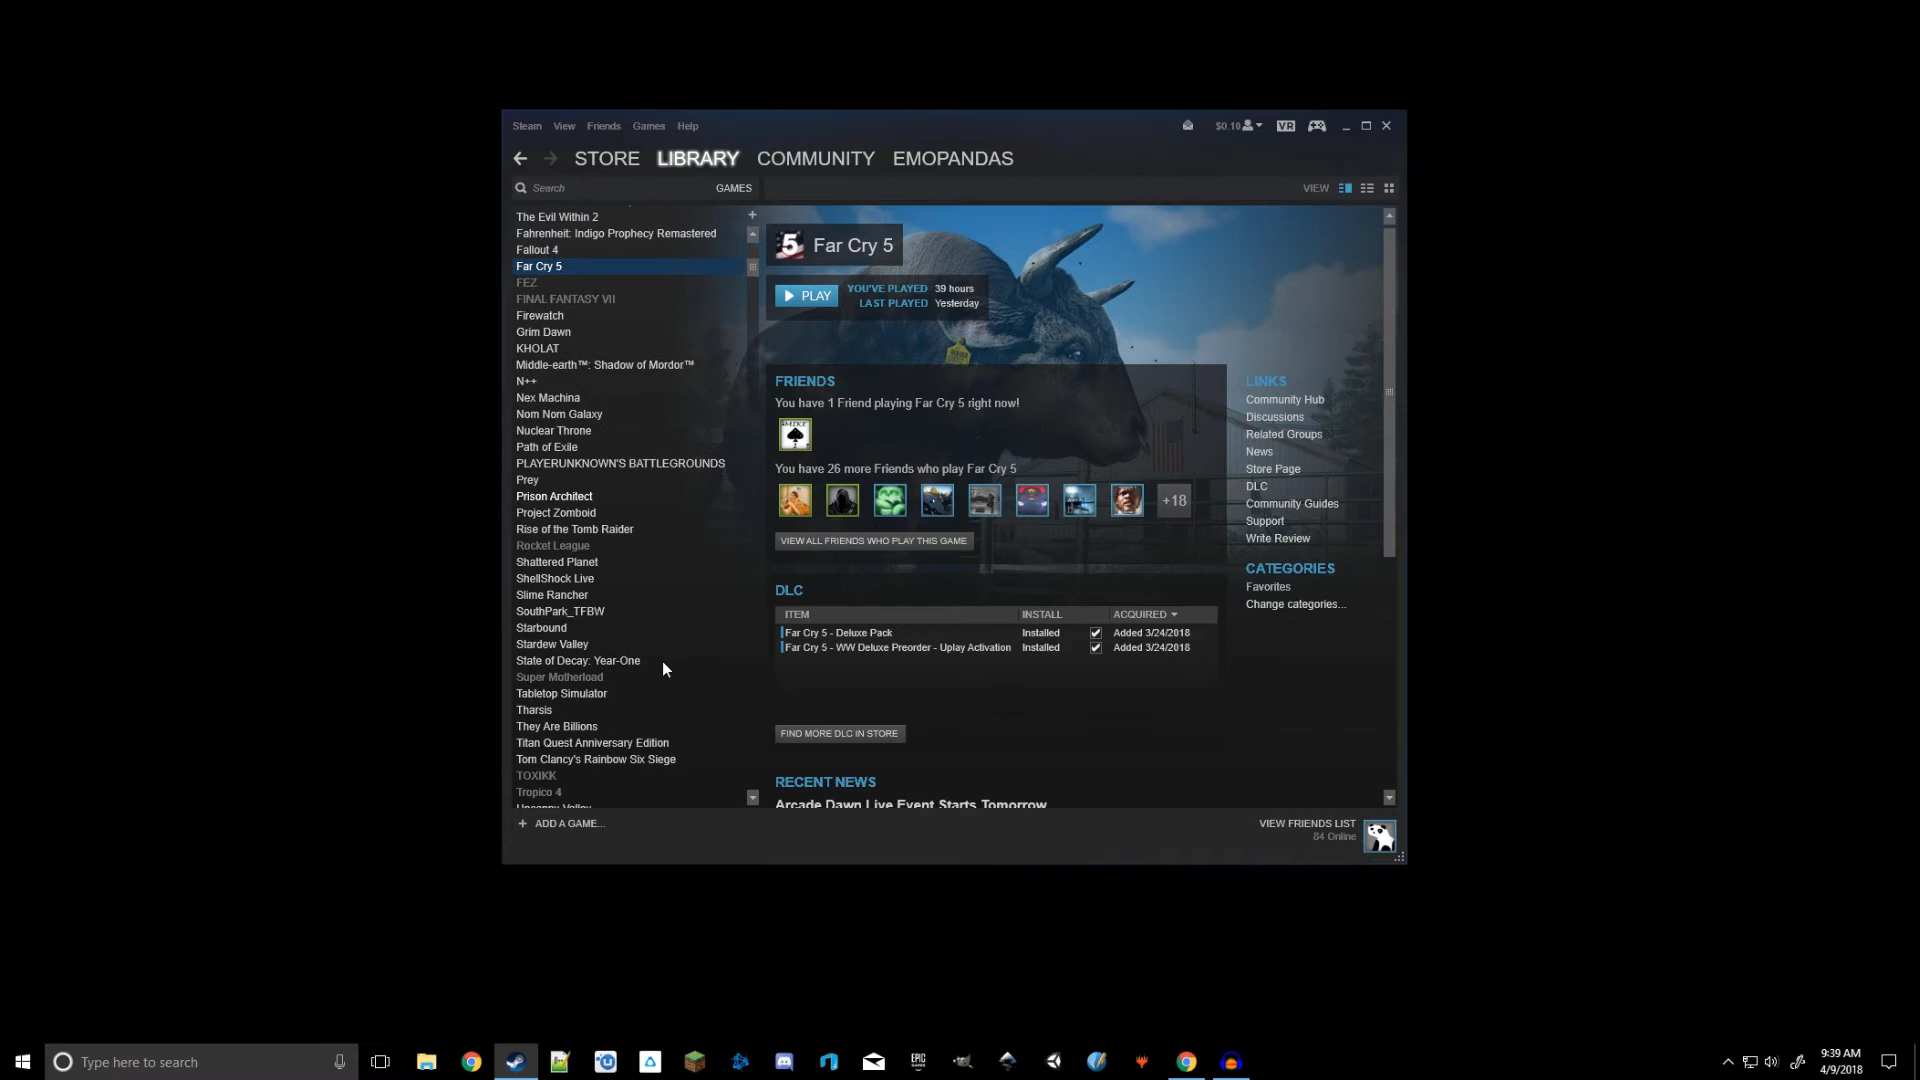 Steam View Friends Games Help
$0.10 VR
STORE LIBRARY COMMUNITY EMOPANDAS
Search GAMES
VIEW
The Evil Within 2
Fahrenheit: Indigo Prophecy Remastered
Fallout 4
Far Cry 5
FEZ
FINAL FANTASY VII
Firewatch
Grim Dawn
KHOLAT
Middle-earth™: Shadow of Mordor™
N++
Nex Machina
Nom Nom Galaxy
Nuclear Throne
Path of Exile
PLAYERUNKNOWN'S BATTLEGROUNDS
Prey
Prison Architect
Project Zomboid
Rise of the Tomb Raider
Rocket League
Shattered Planet
ShellShock Live
Slime Rancher
SouthPark_TFBW
Starbound
Stardew Valley
State of Decay: Year-One
Super Motherload
Tabletop Simulator
Tharsis
They Are Billions
Titan Quest Anniversary Edition
Tom Clancy's Rainbow Six Siege
TOXIKK
Tropico 4
Uncanny Valley
+ ADD A GAME...
5 Far Cry 5
PLAY
YOU'VE PLAYED 39 hours
LAST PLAYED Yesterday
FRIENDS
You have 1 Friend playing Far Cry 5 right now!
MIKE
You have 26 more Friends who play Far Cry 5
+18
VIEW ALL FRIENDS WHO PLAY THIS GAME
DLC
ITEM INSTALL ACQUIRED
Far Cry 5 - Deluxe Pack Installed Added 3/24/2018
Far Cry 5 - WW Deluxe Preorder - Uplay Activation Installed Added 3/24/2018
FIND MORE DLC IN STORE
RECENT NEWS
Arcade Dawn Live Event Starts Tomorrow
LINKS
Community Hub
Discussions
Related Groups
News
Store Page
DLC
Community Guides
Support
Write Review
CATEGORIES
Favorites
Change categories...
VIEW FRIENDS LIST
84 Online
Type here to search
EPIC GAMES
9:39 AM
4/9/2018